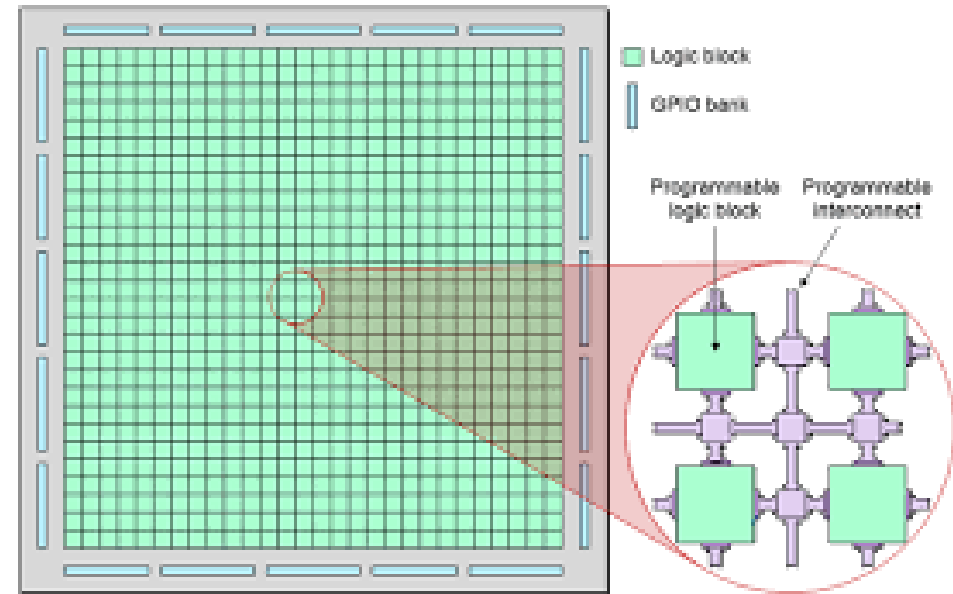 Logic block
GPIO bank
Programmable
logic block
Programmable
interconnect